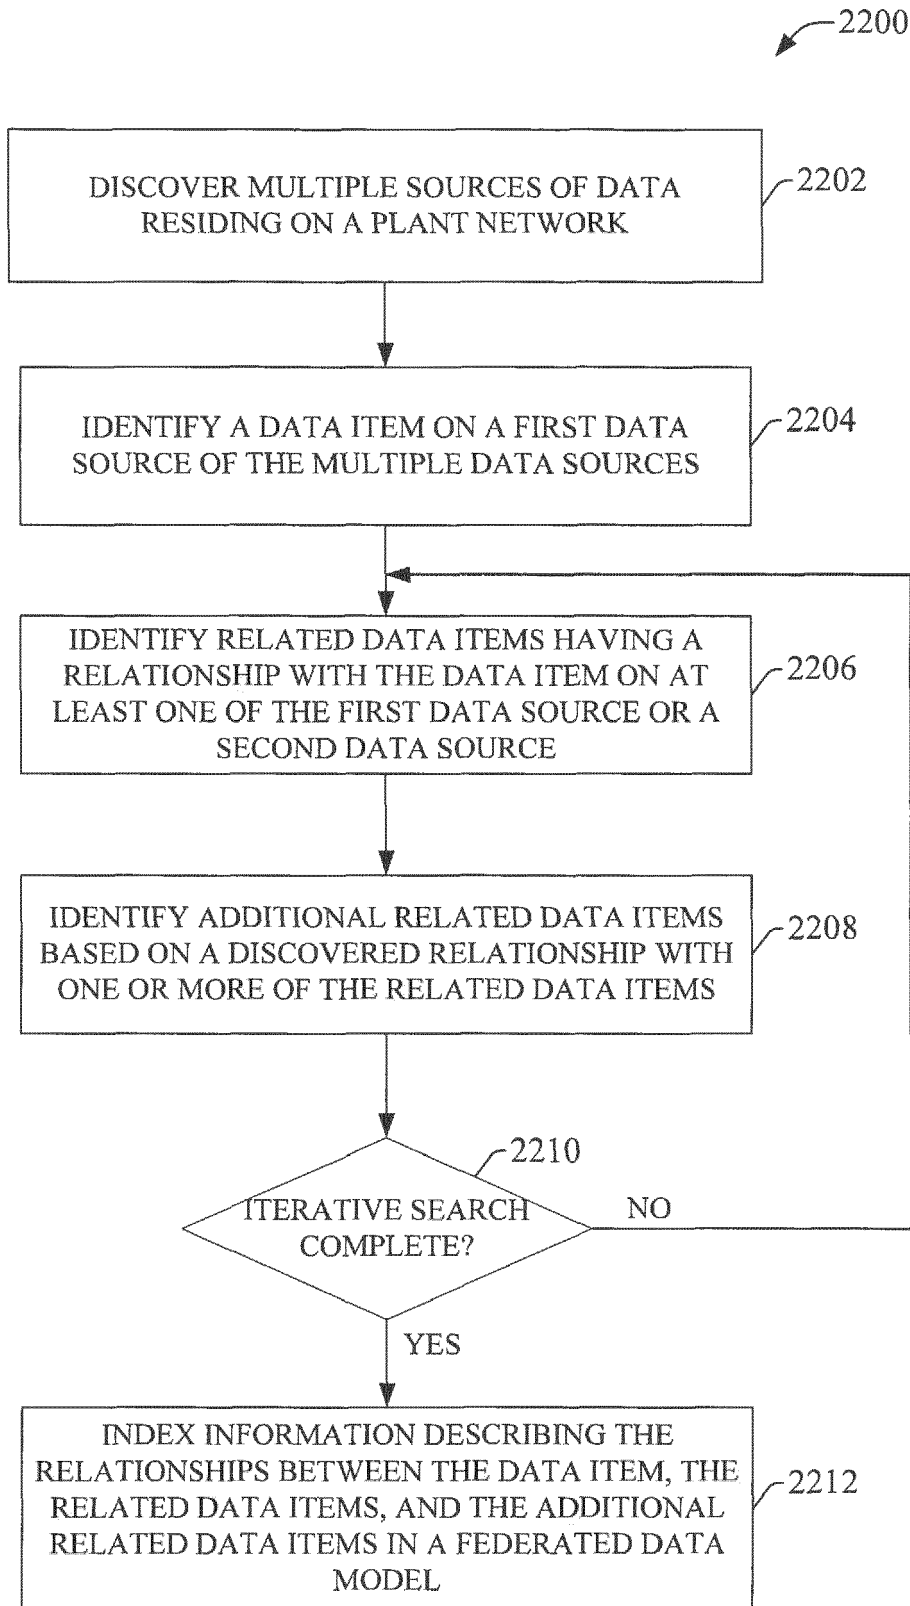 2200
DISCOVER MULTIPLE SOURCES OF DATA
RESIDING ON A PLANT NETWORK
2202
IDENTIFY A DATA ITEM ON A FIRST DATA
SOURCE OF THE MULTIPLE DATA SOURCES
2204
IDENTIFY RELATED DATA ITEMS HAVING A
RELATIONSHIP WITH THE DATA ITEM ON AT
LEAST ONE OF THE FIRST DATA SOURCE OR A
SECOND DATA SOURCE
2206
IDENTIFY ADDITIONAL RELATED DATA ITEMS
BASED ON A DISCOVERED RELATIONSHIP WITH
ONE OR MORE OF THE RELATED DATA ITEMS
2208
2210
ITERATIVE SEARCH
COMPLETE?
NO
YES
INDEX INFORMATION DESCRIBING THE
RELATIONSHIPS BETWEEN THE DATA ITEM, THE
RELATED DATA ITEMS, AND THE ADDITIONAL
RELATED DATA ITEMS IN A FEDERATED DATA
MODEL
2212